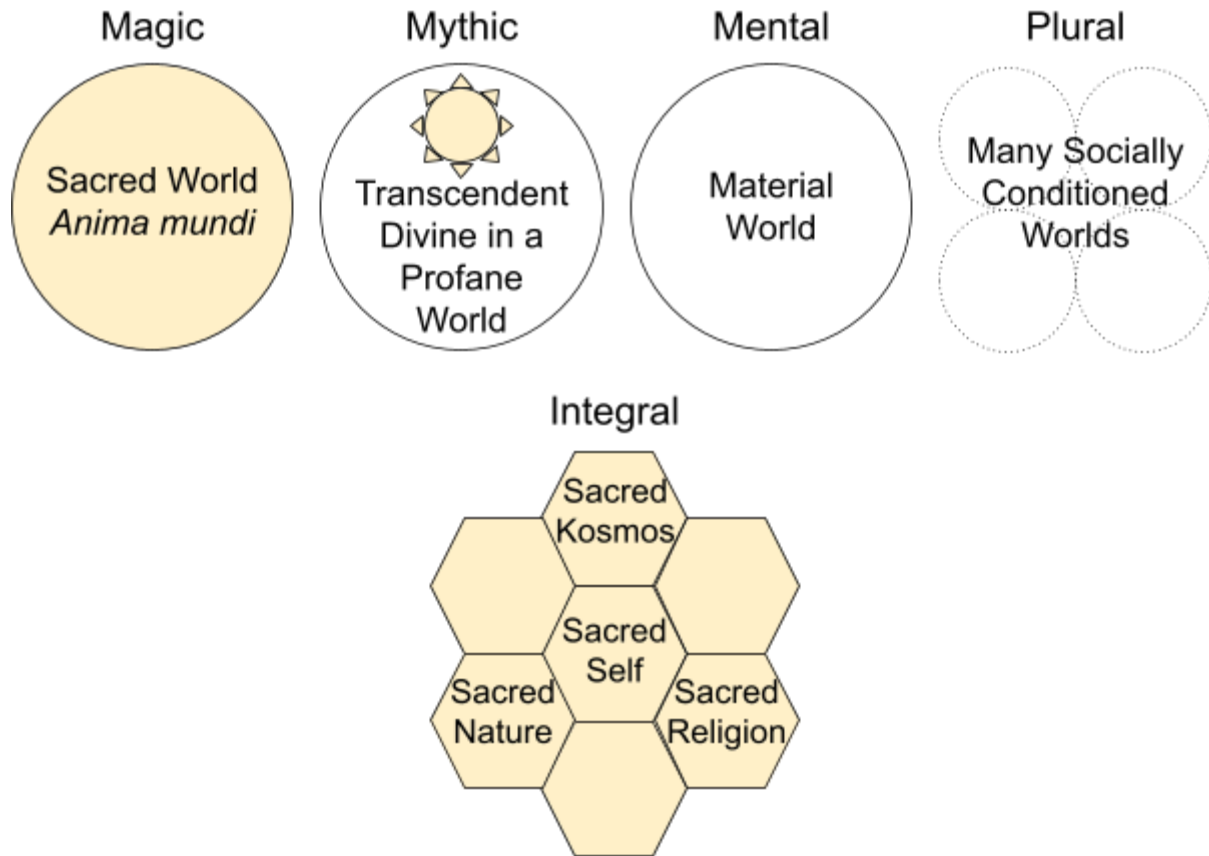 Magic
Mythic
Mental
Plural
Sacred World
Anima mundi
Transcendent
Divine in a
Profane
World
Material
World
Many Socially
Conditioned
Worlds
Integral
Sacred
Kosmos
Sacred
Self
Sacred
Nature
Sacred
Religion